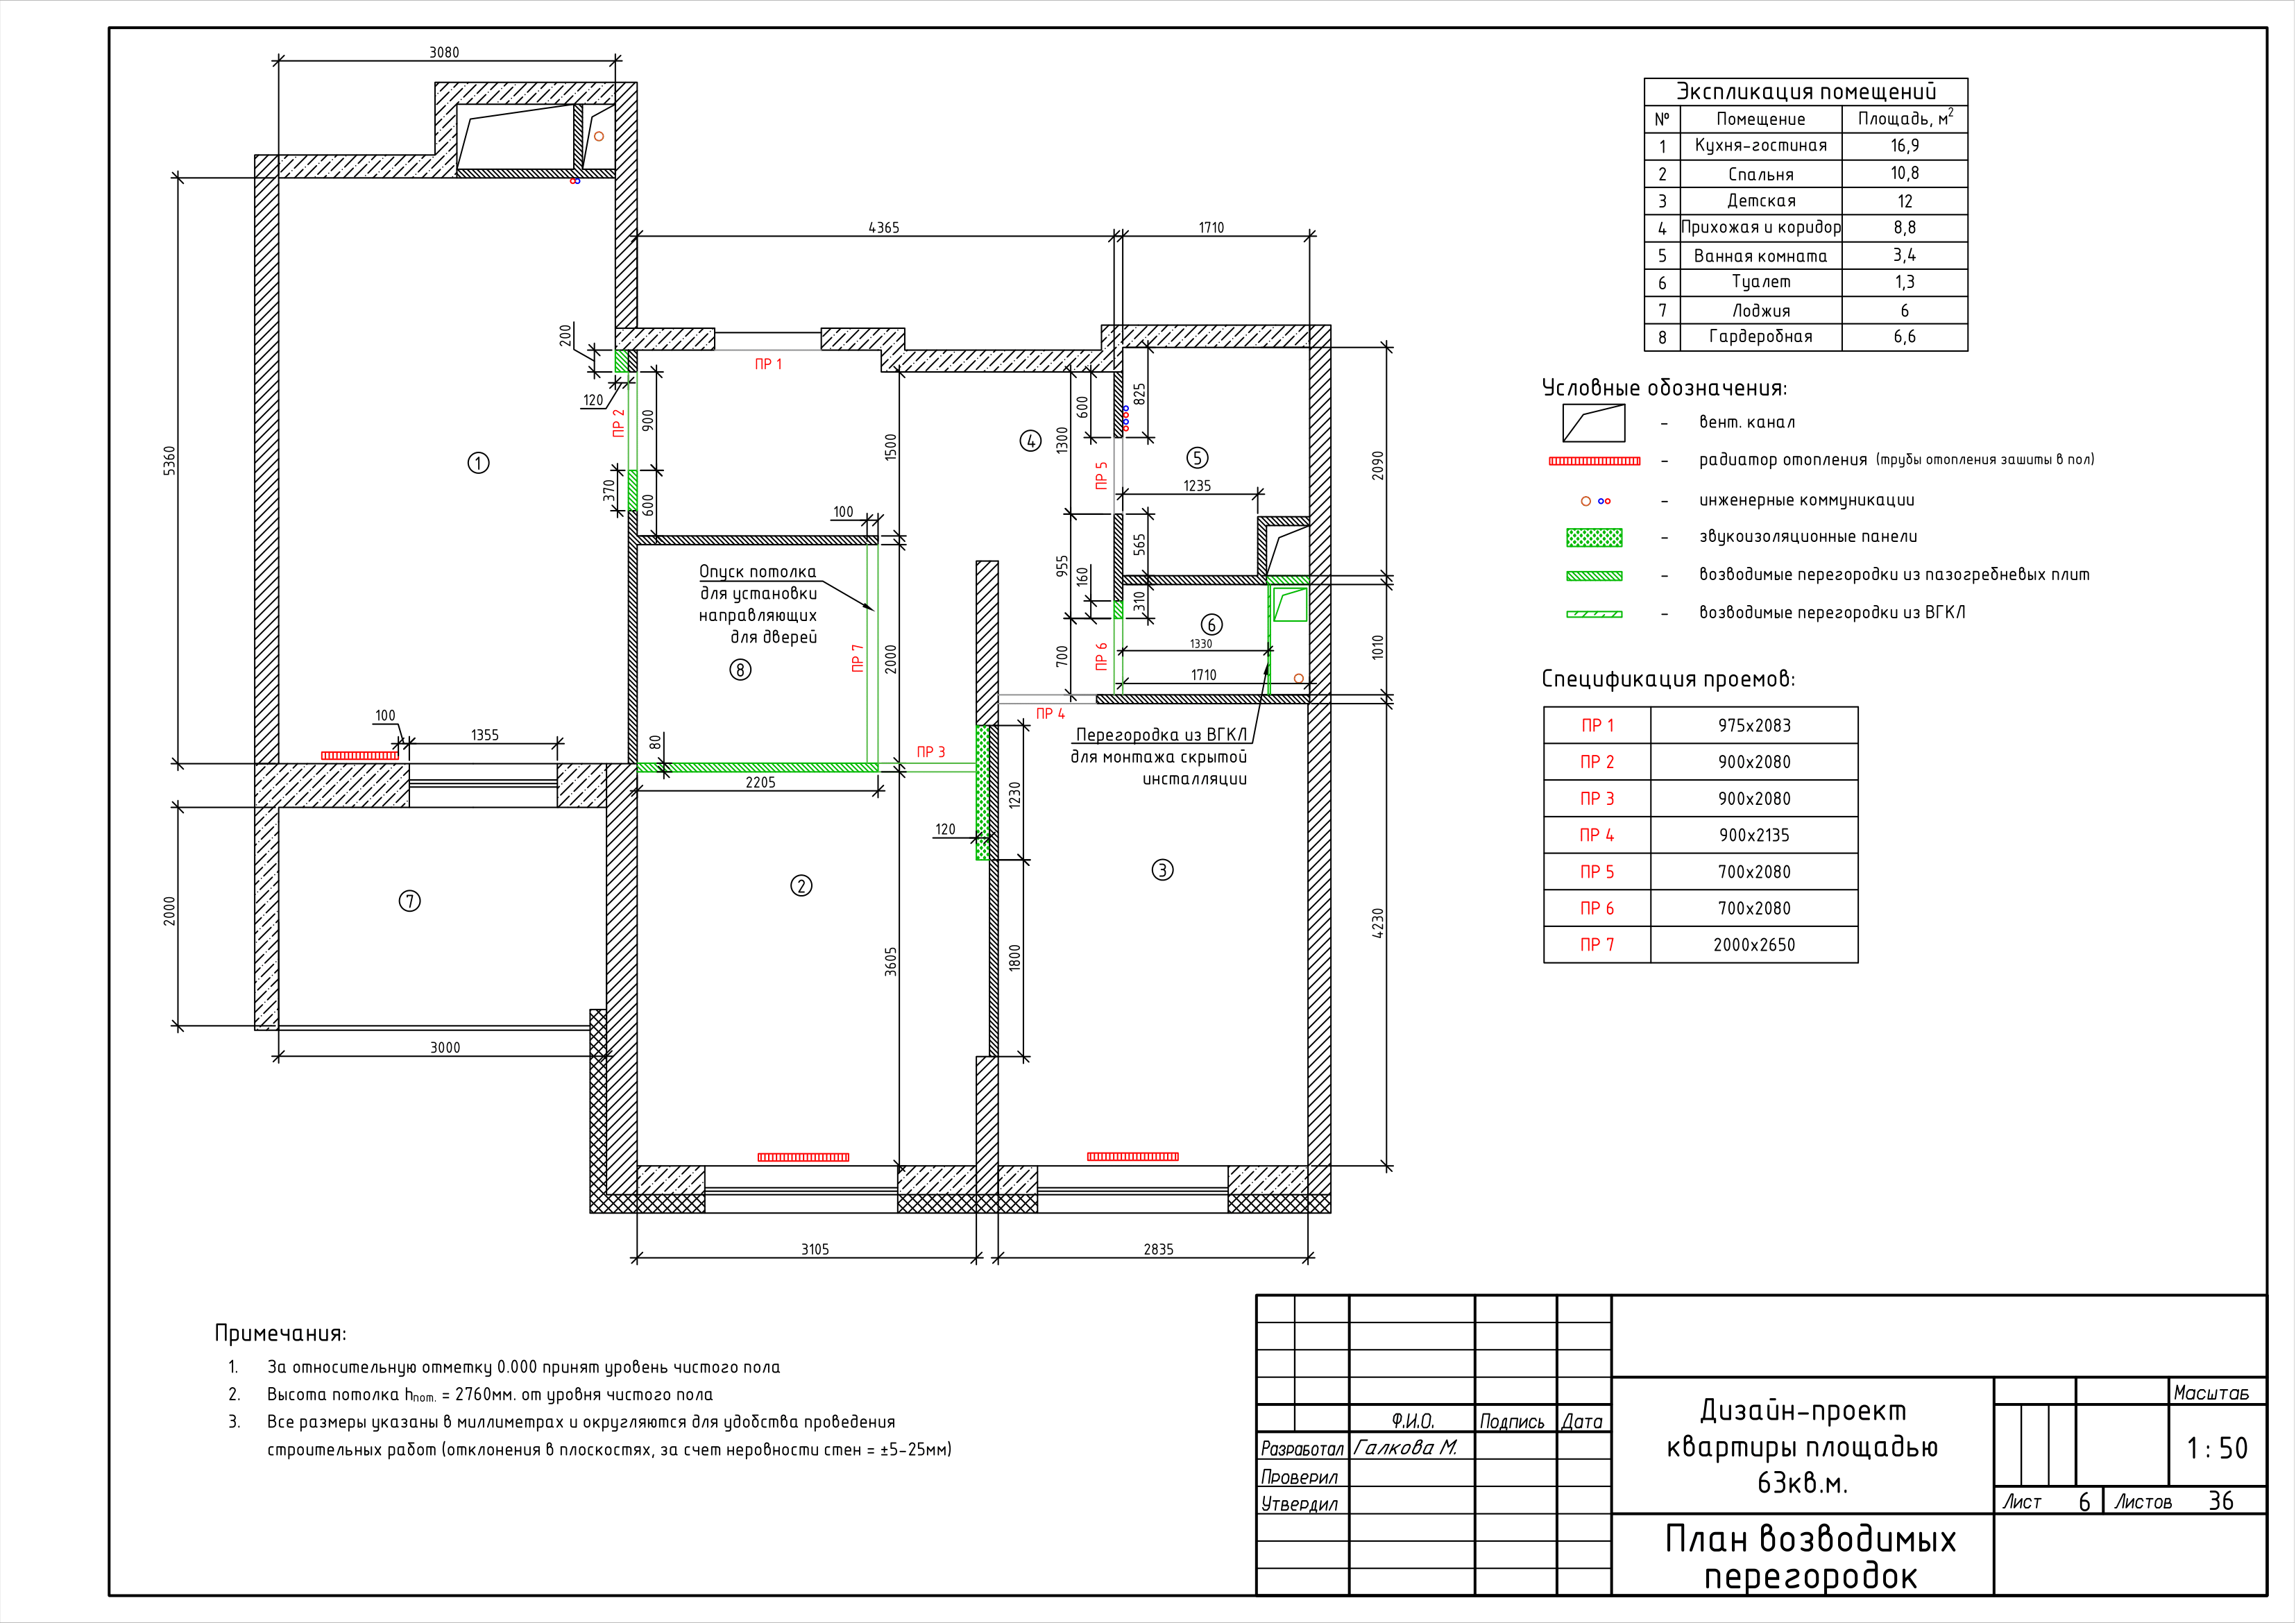 3080
4365
1710
5360
200
120
ПР 1
ПР 2
900
370
600
1
100
1500
4
1300
600
825
ПР 5
5
1235
2090
955
565
160
310
6
1330
1710
ПР 6
700
1010
Опуск потолка
для установки
направляющих
для дверей
8
ПР 7
2000
ПР 4
ПР 3
Перегородка из ВГКЛ
для монтажа скрытой
инсталляции
100
1355
80
2205
1230
120
2
3
7
2000
3605
1800
4230
3000
3105
2835
Экспликация помещений
№ Помещение Площадь, м2
1 Кухня-гостиная 16,9
2 Спальня 10,8
3 Детская 12
4 Прихожая и коридор 8,8
5 Ванная комната 3,4
6 Туалет 1,3
7 Лоджия 6
8 Гардеробная 6,6
Условные обозначения:
– вент. канал
– радиатор отопления (трубы отопления зашиты в пол)
– инженерные коммуникации
– звукоизоляционные панели
– возводимые перегородки из пазогребневых плит
– возводимые перегородки из ВГКЛ
Спецификация проемов:
ПР 1 975х2083
ПР 2 900х2080
ПР 3 900х2080
ПР 4 900х2135
ПР 5 700х2080
ПР 6 700х2080
ПР 7 2000х2650
Примечания:
1. За относительную отметку 0.000 принят уровень чистого пола
2. Высота потолка hпот. = 2760мм. от уровня чистого пола
3. Все размеры указаны в миллиметрах и округляются для удобства проведения
строительных работ (отклонения в плоскостях, за счет неровности стен = ±5-25мм)
Ф.И.О. Подпись Дата
Разработал Галкова М.
Проверил
Утвердил
Дизайн-проект
квартиры площадью
63кв.м.
Масштаб
1 : 50
Лист 6 Листов 36
План возводимых
перегородок